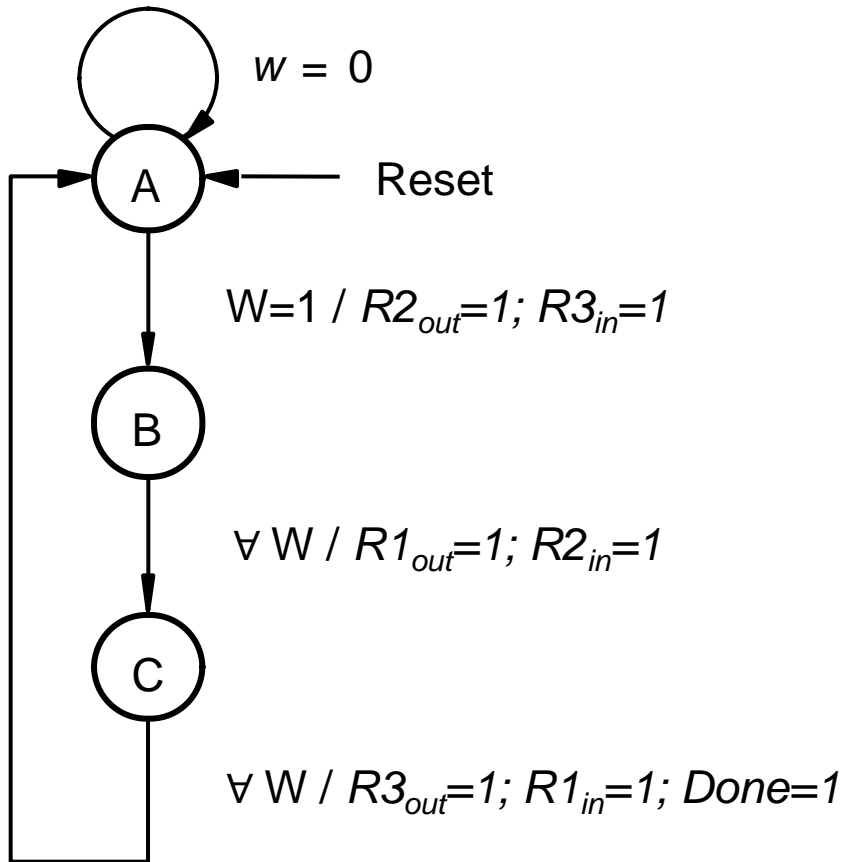 w = 0
A
Reset
W=1 / R2out=1; R3in=1
B
∀ W / R1out=1; R2in=1
C
∀ W / R3out=1; R1in=1; Done=1